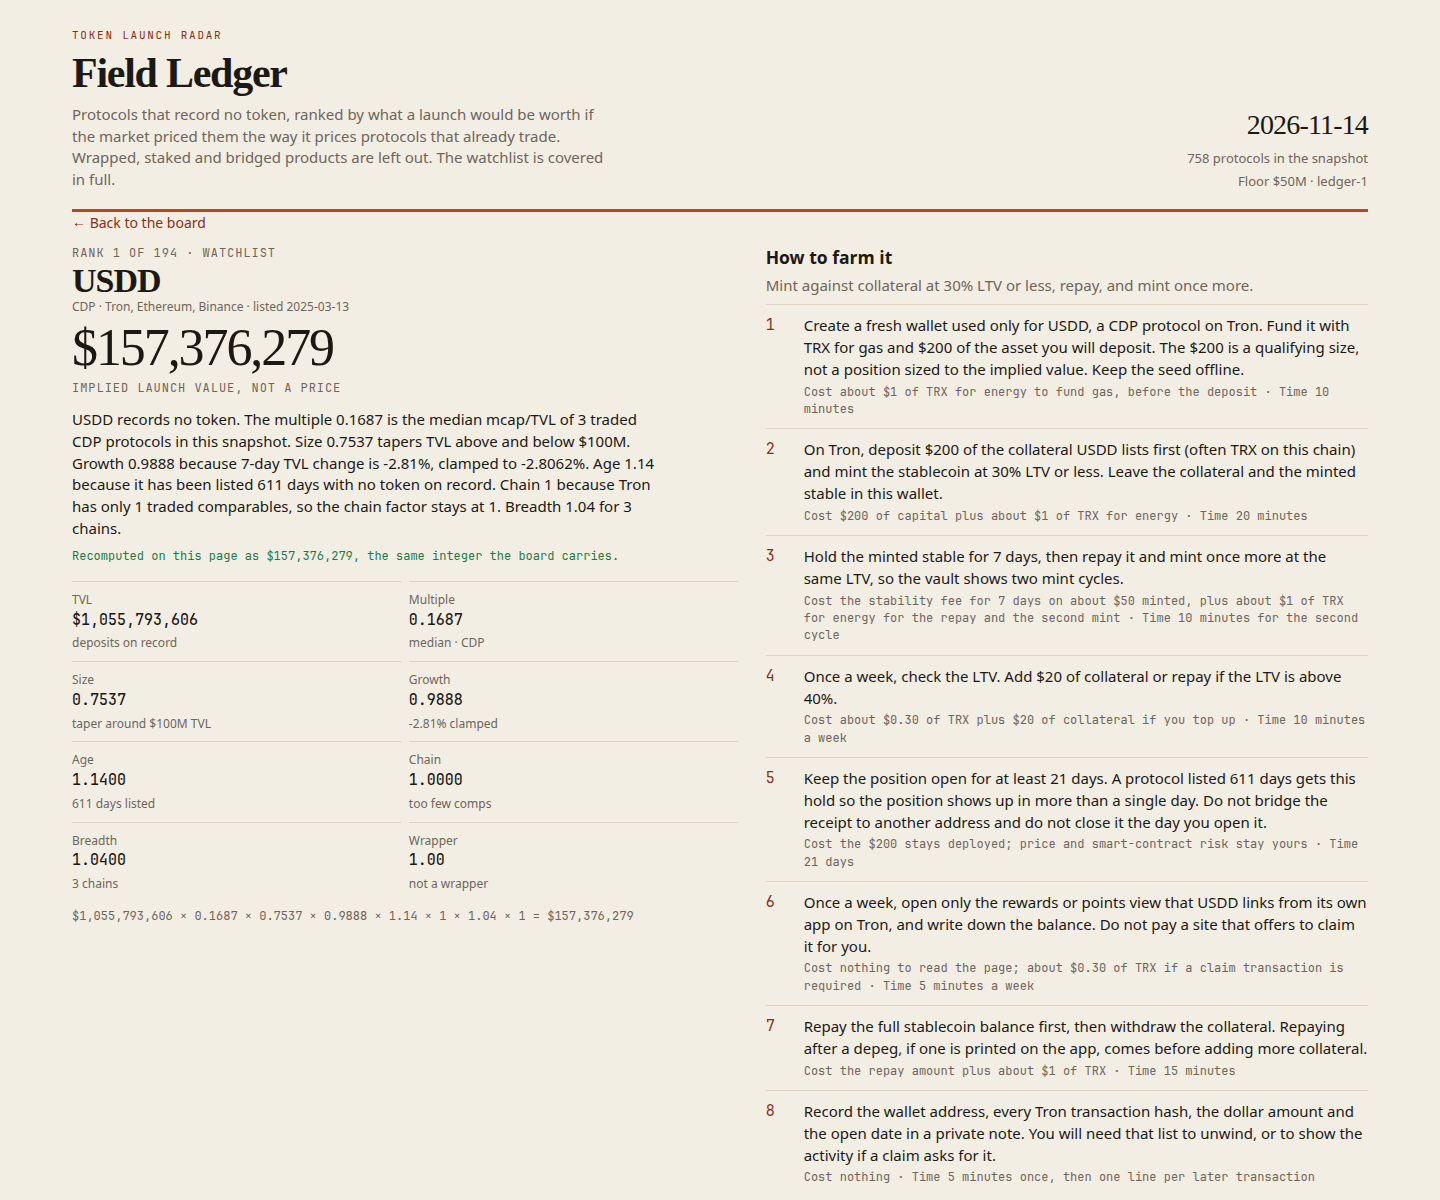 TOKEN LAUNCH RADAR
Field Ledger
Protocols that record no token, ranked by what a launch would be worth if
the market priced them the way it prices protocols that already trade.
Wrapped, staked and bridged products are left out. The watchlist is covered
in full.
2026-11-14
758 protocols in the snapshot
Floor $50M · ledger-1
← Back to the board
RANK 1 OF 194 · WATCHLIST
USDD
CDP · Tron, Ethereum, Binance · listed 2025-03-13
$157,376,279
IMPLIED LAUNCH VALUE, NOT A PRICE
USDD records no token. The multiple 0.1687 is the median mcap/TVL of 3 traded
CDP protocols in this snapshot. Size 0.7537 tapers TVL above and below $100M.
Growth 0.9888 because 7-day TVL change is -2.81%, clamped to -2.8062%. Age 1.14
because it has been listed 611 days with no token on record. Chain 1 because Tron
has only 1 traded comparables, so the chain factor stays at 1. Breadth 1.04 for 3
chains.
Recomputed on this page as $157,376,279, the same integer the board carries.
TVL
$1,055,793,606
deposits on record
Multiple
0.1687
median · CDP
Size
0.7537
taper around $100M TVL
Growth
0.9888
-2.81% clamped
Age
1.1400
611 days listed
Chain
1.0000
too few comps
Breadth
1.0400
3 chains
Wrapper
1.00
not a wrapper
$1,055,793,606 × 0.1687 × 0.7537 × 0.9888 × 1.14 × 1 × 1.04 × 1 = $157,376,279
How to farm it
Mint against collateral at 30% LTV or less, repay, and mint once more.
1
Create a fresh wallet used only for USDD, a CDP protocol on Tron. Fund it with
TRX for gas and $200 of the asset you will deposit. The $200 is a qualifying size,
not a position sized to the implied value. Keep the seed offline.
Cost about $1 of TRX for energy to fund gas, before the deposit · Time 10
minutes
2
On Tron, deposit $200 of the collateral USDD lists first (often TRX on this chain)
and mint the stablecoin at 30% LTV or less. Leave the collateral and the minted
stable in this wallet.
Cost $200 of capital plus about $1 of TRX for energy · Time 20 minutes
3
Hold the minted stable for 7 days, then repay it and mint once more at the
same LTV, so the vault shows two mint cycles.
Cost the stability fee for 7 days on about $50 minted, plus about $1 of TRX
for energy for the repay and the second mint · Time 10 minutes for the second
cycle
4
Once a week, check the LTV. Add $20 of collateral or repay if the LTV is above
40%.
Cost about $0.30 of TRX plus $20 of collateral if you top up · Time 10 minutes
a week
5
Keep the position open for at least 21 days. A protocol listed 611 days gets this
hold so the position shows up in more than a single day. Do not bridge the
receipt to another address and do not close it the day you open it.
Cost the $200 stays deployed; price and smart-contract risk stay yours · Time
21 days
6
Once a week, open only the rewards or points view that USDD links from its own
app on Tron, and write down the balance. Do not pay a site that offers to claim
it for you.
Cost nothing to read the page; about $0.30 of TRX if a claim transaction is
required · Time 5 minutes a week
7
Repay the full stablecoin balance first, then withdraw the collateral. Repaying
after a depeg, if one is printed on the app, comes before adding more collateral.
Cost the repay amount plus about $1 of TRX · Time 15 minutes
8
Record the wallet address, every Tron transaction hash, the dollar amount and
the open date in a private note. You will need that list to unwind, or to show the
activity if a claim asks for it.
Cost nothing · Time 5 minutes once, then one line per later transaction